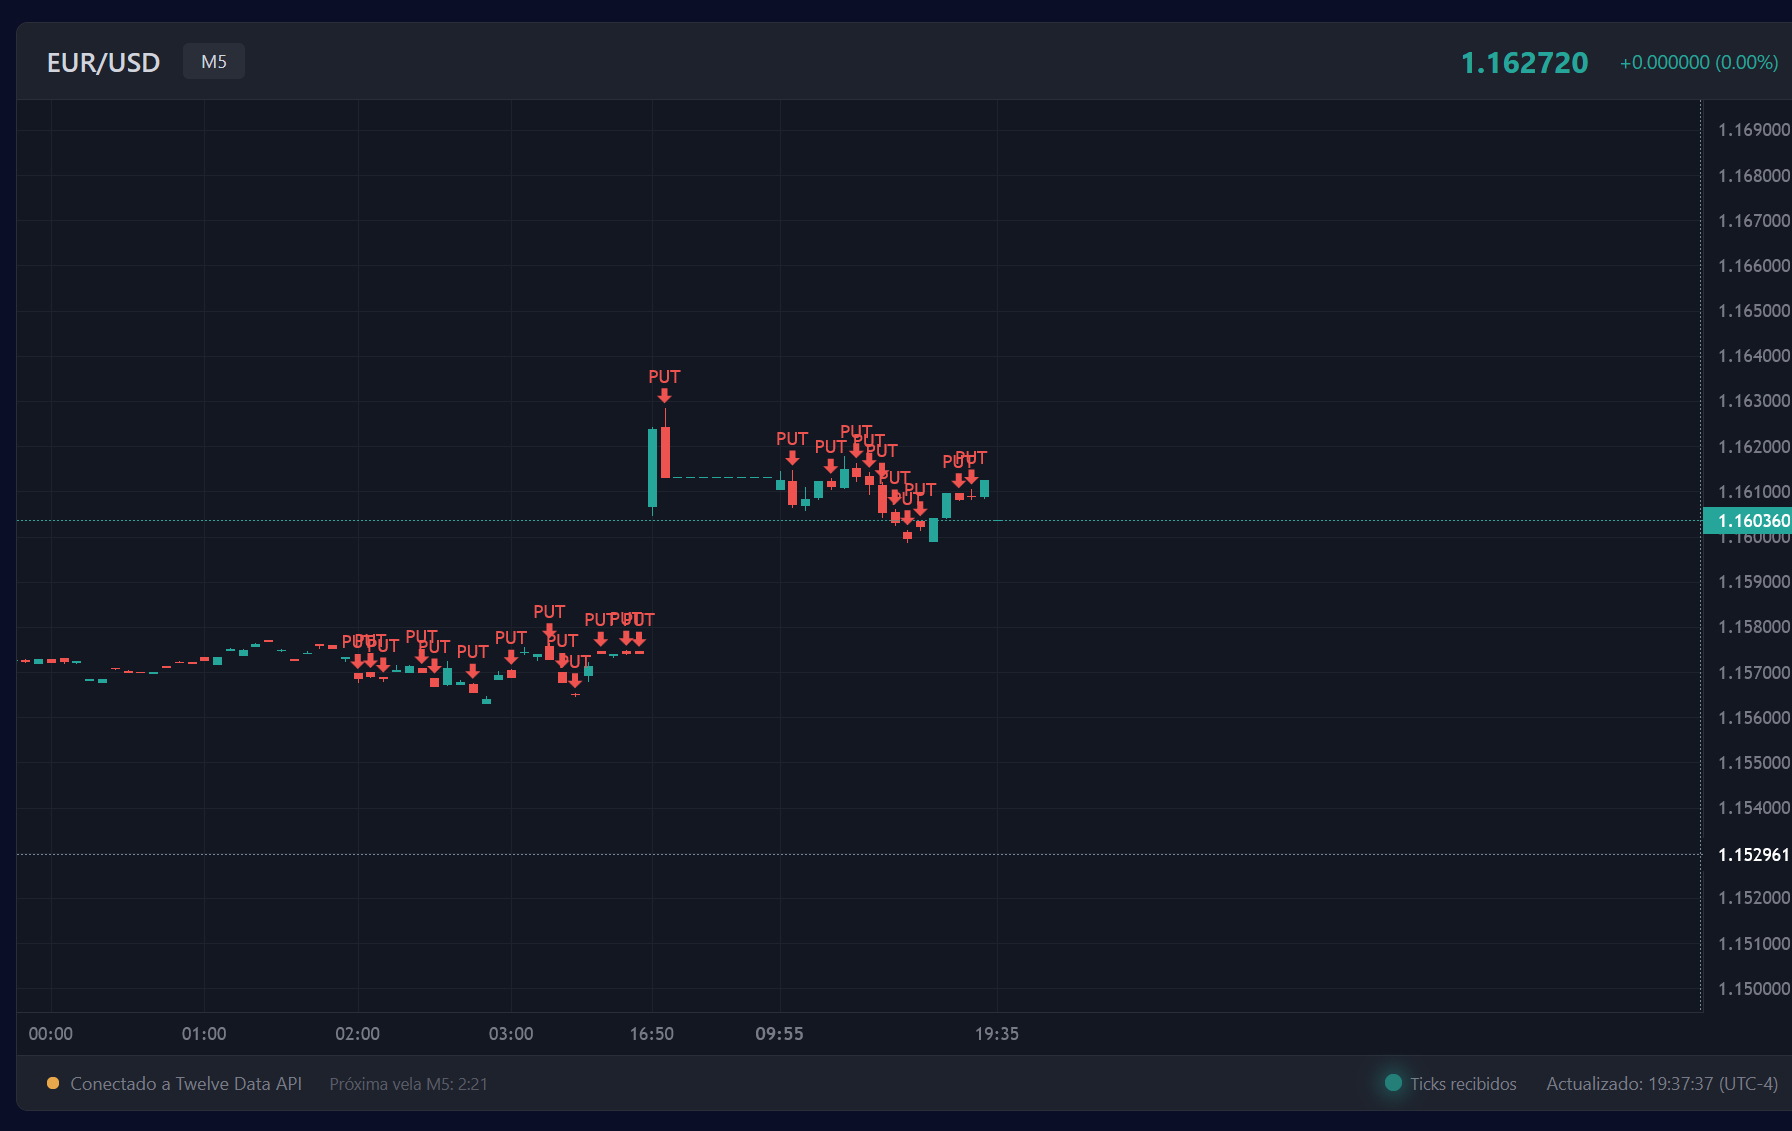 EUR/USD M5 1.162720 +0.000000 (0.00%)
1.169000
1.168000
1.167000
1.166000
1.165000
1.164000
PUT
1.163000
PUT
PUT
PUT
PUT
PUT
1.162000
PUT
PUT
PUT
PUT
PUT
PUT
1.161000
1.160360
1.160000
1.159000
PUT
PUT
PUT
PUT
1.158000
PUT
PUT
PUT
PUT
PUT
PUT
PUT
PUT
PUT
1.157000
1.156000
1.155000
1.154000
1.152961
1.152000
1.151000
1.150000
00:00 01:00 02:00 03:00 16:50 09:55 19:35
Conectado a Twelve Data API Próxima vela M5: 2:21 Ticks recibidos Actualizado: 19:37:37 (UTC-4)